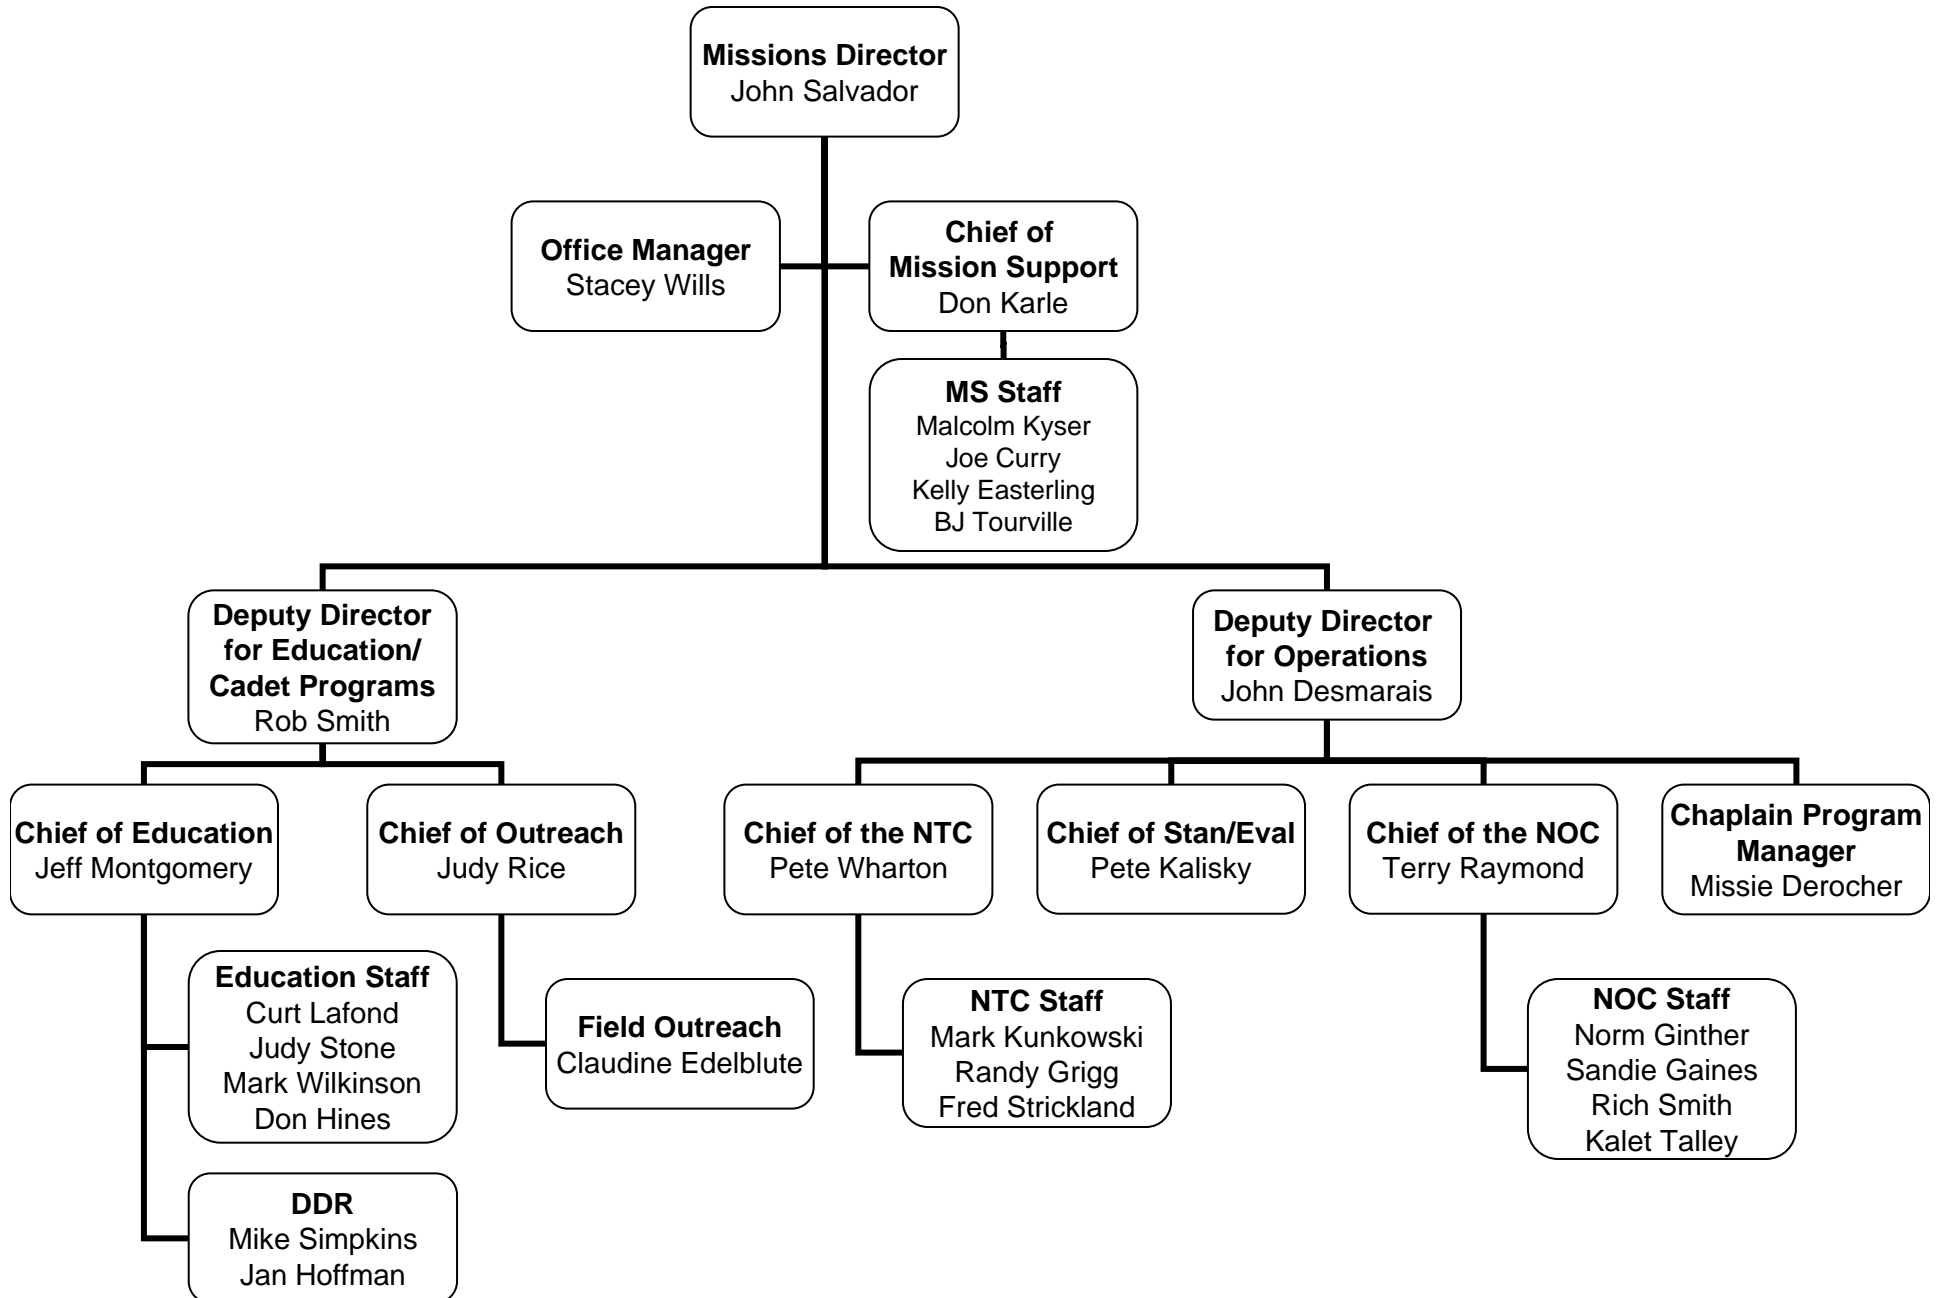 Missions Director
John Salvador
Office Manager
Stacey Wills
Chief of
Mission Support
Don Karle
MS Staff
Malcolm Kyser
Joe Curry
Kelly Easterling
BJ Tourville
Deputy Director
for Education/
Cadet Programs
Rob Smith
Deputy Director
for Operations
John Desmarais
Chief of Education
Jeff Montgomery
Chief of Outreach
Judy Rice
Chief of the NTC
Pete Wharton
Chief of Stan/Eval
Pete Kalisky
Chief of the NOC
Terry Raymond
Chaplain Program
Manager
Missie Derocher
Education Staff
Curt Lafond
Judy Stone
Mark Wilkinson
Don Hines
Field Outreach
Claudine Edelblute
NTC Staff
Mark Kunkowski
Randy Grigg
Fred Strickland
NOC Staff
Norm Ginther
Sandie Gaines
Rich Smith
Kalet Talley
DDR
Mike Simpkins
Jan Hoffman